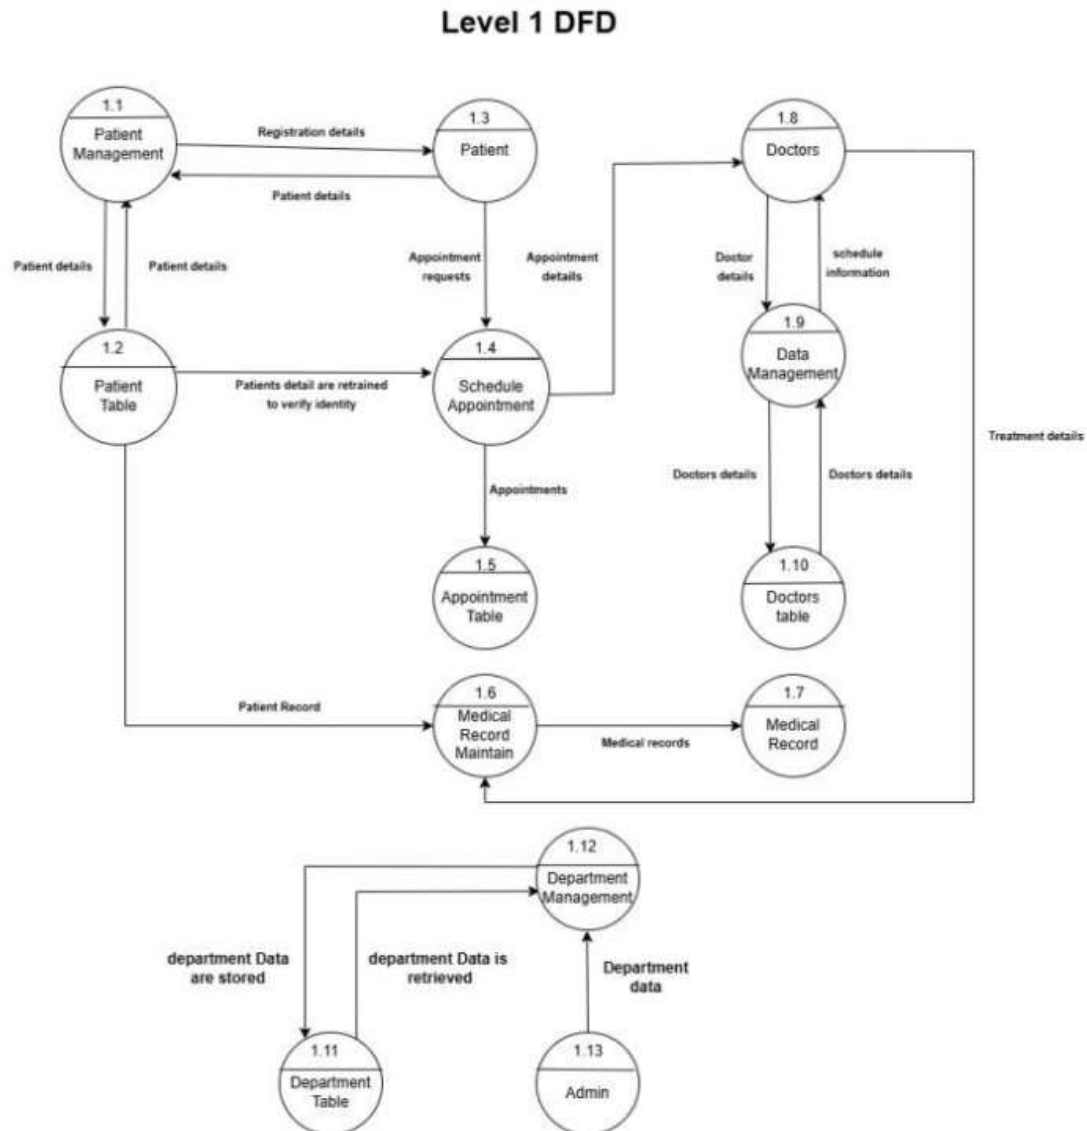 Level 1 DFD
1.1
Patient
Management
Registration details
1.3
Patient
Patient details
1.8
Doctors
Patient details
Patient details
Appointment
requests
Appointment
details
Doctor
details
schedule
information
1.2
Patient
Table
Patients detail are retrained
to verify identity
1.4
Schedule
Appointment
1.9
Data
Management
Treatment details
Appointments
Doctors details
Doctors details
1.5
Appointment
Table
1.10
Doctors
table
Patient Record
1.6
Medical
Record
Maintain
Medical records
1.7
Medical
Record
1.12
Department
Management
department Data
are stored
department Data is
retrieved
Department
data
1.11
Department
Table
1.13
Admin